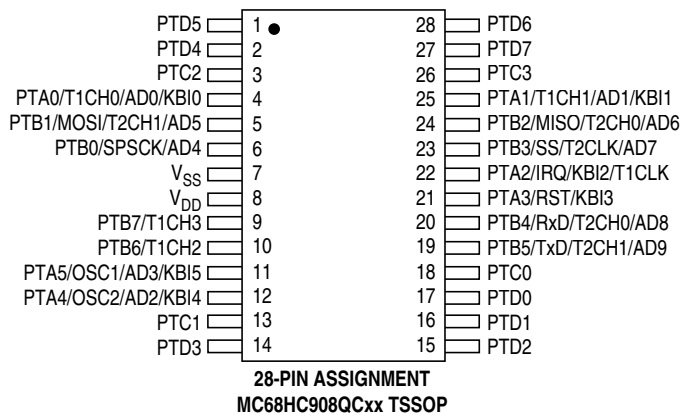 PTD5 1 28 PTD6
PTD4 2 27 PTD7
PTC2 3 26 PTC3
PTA0/T1CH0/AD0/KBI0 4 25 PTA1/T1CH1/AD1/KBI1
PTB1/MOSI/T2CH1/AD5 5 24 PTB2/MISO/T2CH0/AD6
PTB0/SPSCK/AD4 6 23 PTB3/SS/T2CLK/AD7
VSS 7 22 PTA2/IRQ/KBI2/T1CLK
VDD 8 21 PTA3/RST/KBI3
PTB7/T1CH3 9 20 PTB4/RxD/T2CH0/AD8
PTB6/T1CH2 10 19 PTB5/TxD/T2CH1/AD9
PTA5/OSC1/AD3/KBI5 11 18 PTC0
PTA4/OSC2/AD2/KBI4 12 17 PTD0
PTC1 13 16 PTD1
PTD3 14 15 PTD2
28-PIN ASSIGNMENT
MC68HC908QCxx TSSOP